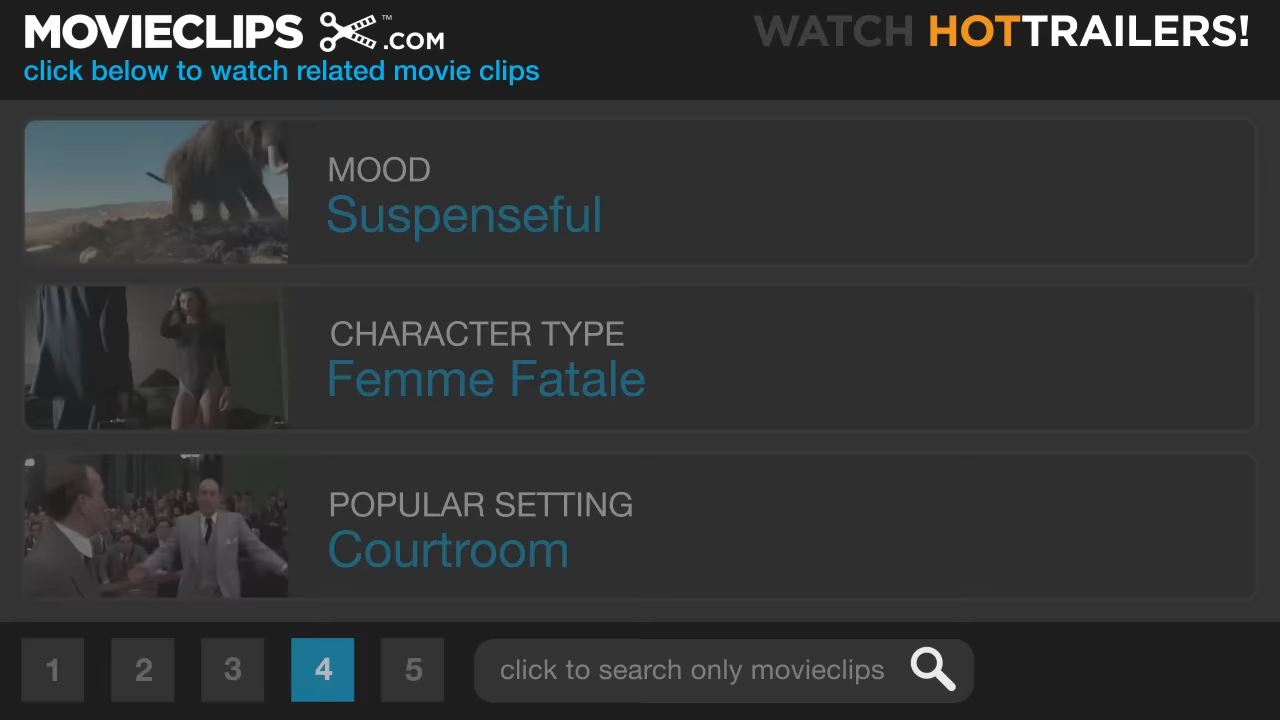 MOVIECLIPS ™ .COM
WATCH HOTTRAILERS!
click below to watch related movie clips
MOOD
Suspenseful
CHARACTER TYPE
Femme Fatale
POPULAR SETTING
Courtroom
1 2 3 4 5 click to search only movieclips